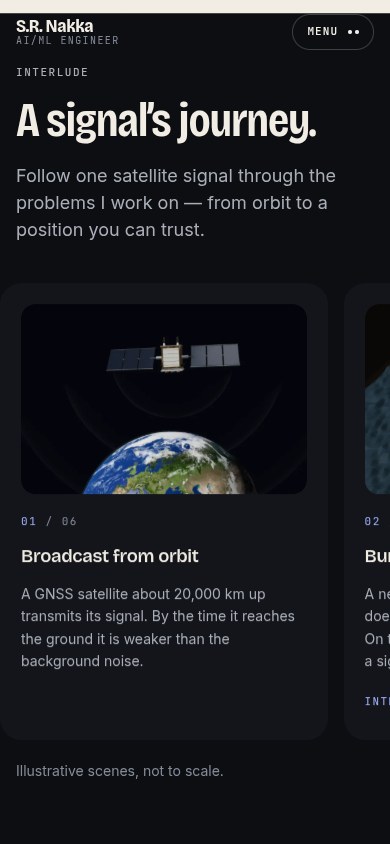 S.R. Nakka
AI/ML ENGINEER
MENU
INTERLUDE
A signal's journey.
Follow one satellite signal through the
problems I work on — from orbit to a
position you can trust.
01 / 06
Broadcast from orbit
A GNSS satellite about 20,000 km up
transmits its signal. By the time it reaches
the ground it is weaker than the
background noise.
02
Illustrative scenes, not to scale.